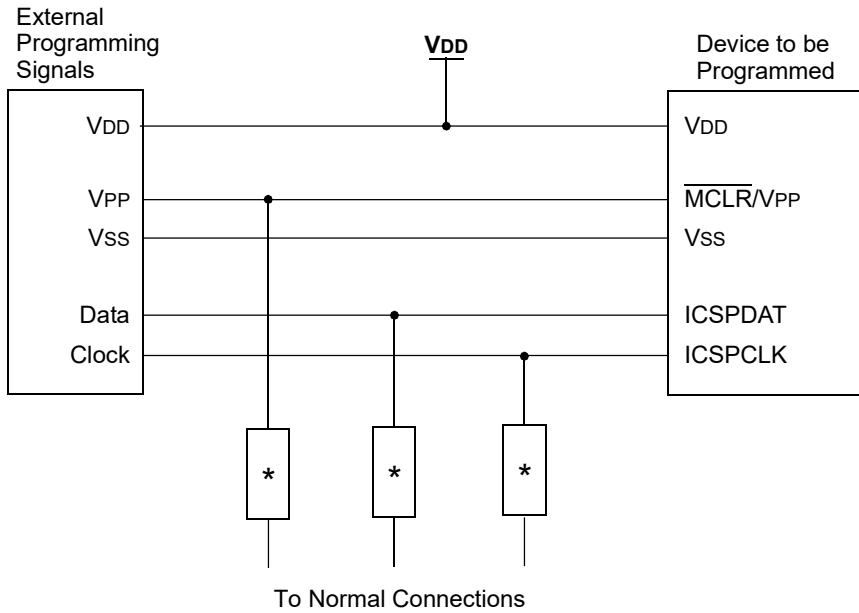 External
Programming
Signals
VDD
Device to be
Programmed
VDD
VDD
VPP
MCLR/VPP
VSS
VSS
Data
ICSPDAT
Clock
ICSPCLK
*
*
*
To Normal Connections